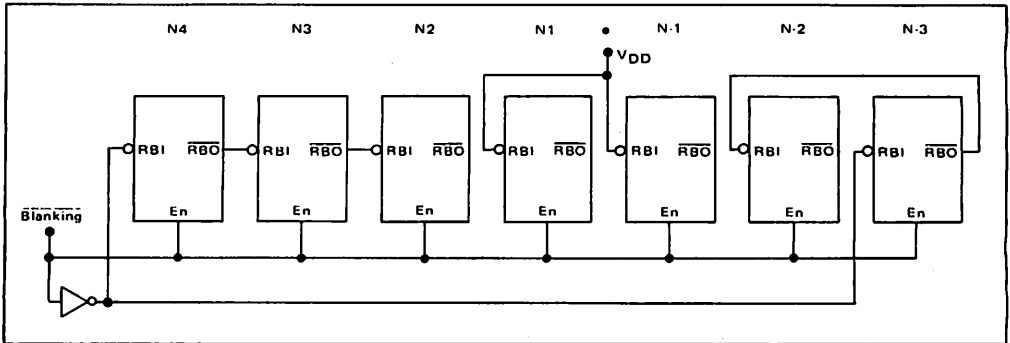 N4 N3 N2 N1 • N-1 N-2 N-3
VDD
RBI RBO RBI RBO RBI RBO RBI RBO RBI RBO RBI RBO RBI RBO
Blanking
En En En En En En En